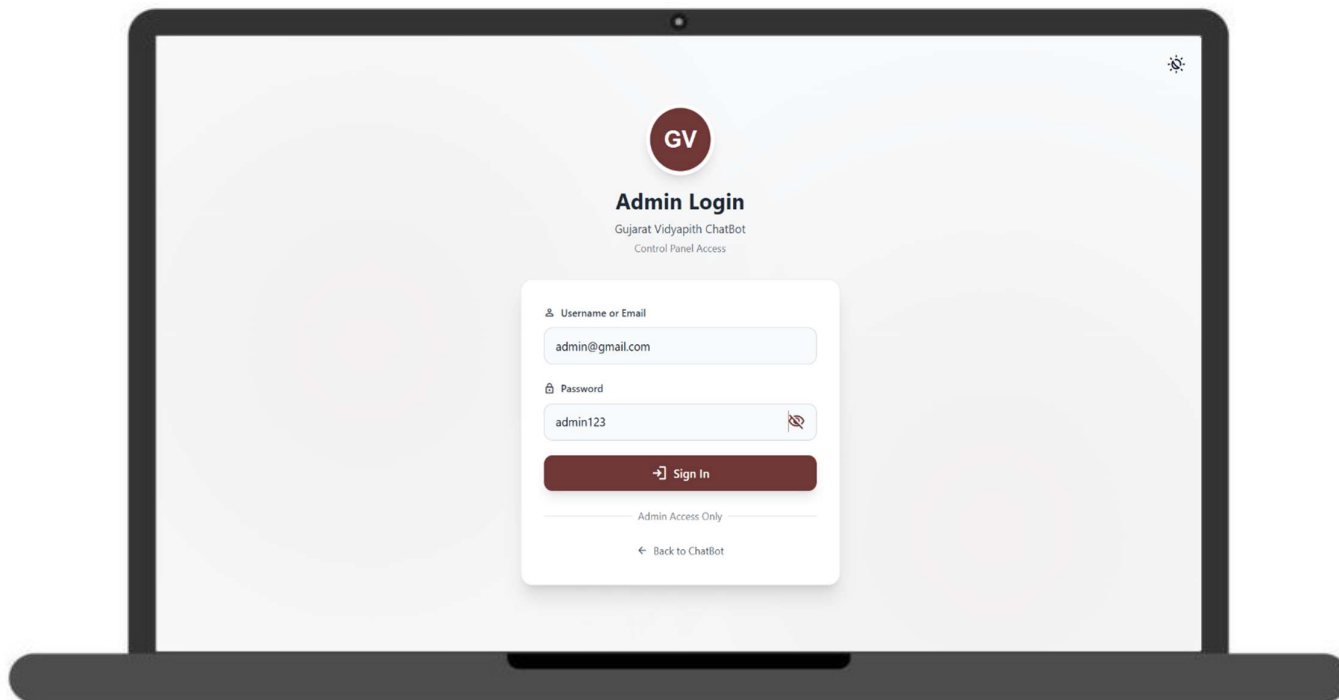 GV
Admin Login
Gujarat Vidyapith ChatBot
Control Panel Access
Username or Email
admin@gmail.com
Password
admin123
Sign In
Admin Access Only
Back to ChatBot